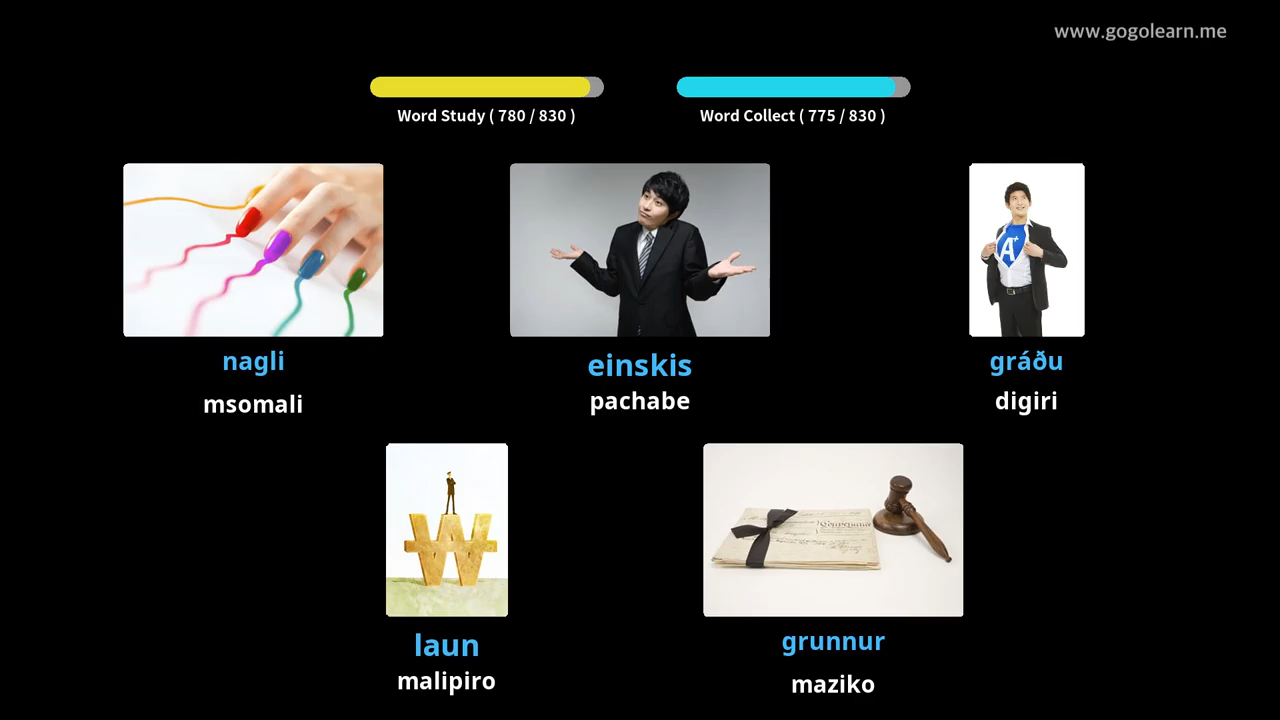 www.gogolearn.me
Word Study ( 780 / 830 )
Word Collect ( 775 / 830 )
A+
nagli
einskis
gráðu
msomali
pachabe
digiri
laun
grunnur
malipiro
maziko